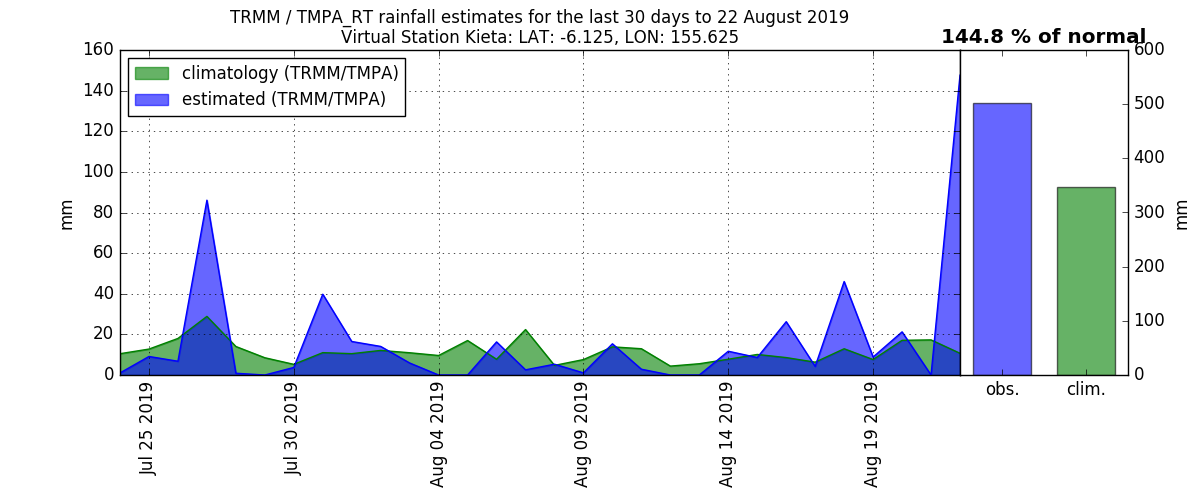 TRMM / TMPA_RT rainfall estimates for the last 30 days to 22 August 2019
Virtual Station Kieta: LAT: -6.125, LON: 155.625
144.8 % of normal
climatology (TRMM/TMPA)
estimated (TRMM/TMPA)
160
140
120
100
80
60
40
20
0
mm
Jul 25 2019
Jul 30 2019
Aug 04 2019
Aug 09 2019
Aug 14 2019
Aug 19 2019
600
500
400
300
200
100
0
mm
obs.
clim.